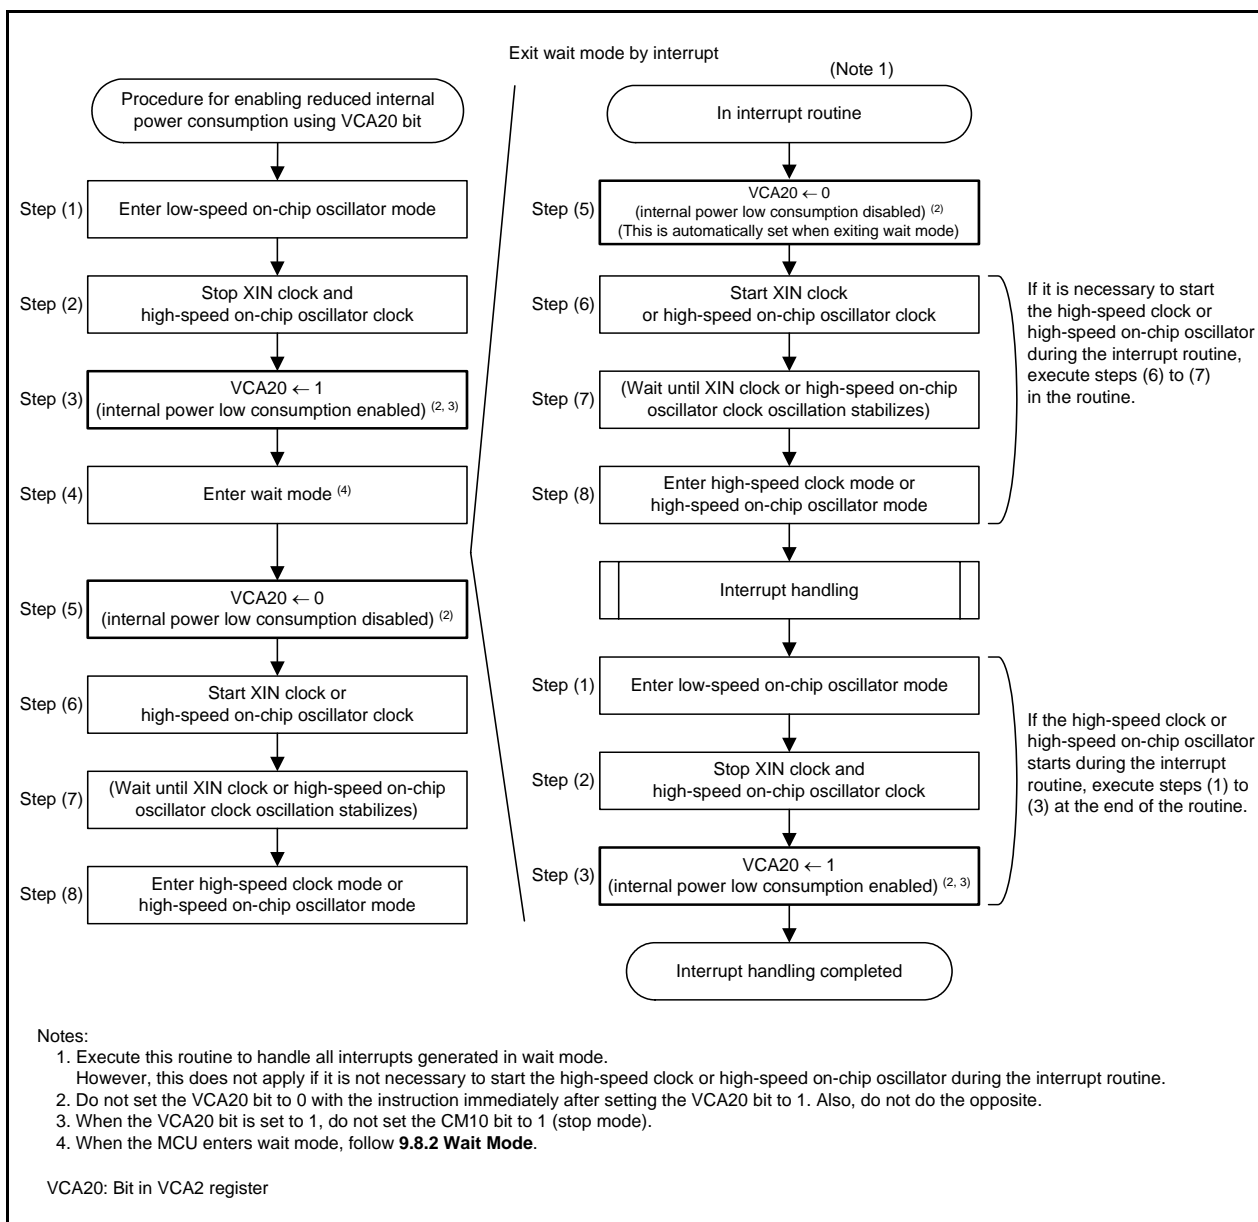 Exit wait mode by interrupt
Procedure for enabling reduced internal
power consumption using VCA20 bit
Step (1)
Enter low-speed on-chip oscillator mode
Step (2)
Stop XIN clock and
high-speed on-chip oscillator clock
Step (3)
VCA20 ← 1
(internal power low consumption enabled) (2, 3)
Step (4)
Enter wait mode (4)
Step (5)
VCA20 ← 0
(internal power low consumption disabled) (2)
Step (6)
Start XIN clock or
high-speed on-chip oscillator clock
Step (7)
(Wait until XIN clock or high-speed on-chip
oscillator clock oscillation stabilizes)
Step (8)
Enter high-speed clock mode or
high-speed on-chip oscillator mode
(Note 1)
In interrupt routine
Step (5)
VCA20 ← 0
(internal power low consumption disabled) (2)
(This is automatically set when exiting wait mode)
Step (6)
Start XIN clock
or high-speed on-chip oscillator clock
Step (7)
(Wait until XIN clock or high-speed on-chip
oscillator clock oscillation stabilizes)
Step (8)
Enter high-speed clock mode or
high-speed on-chip oscillator mode
If it is necessary to start
the high-speed clock or
high-speed on-chip oscillator
during the interrupt routine,
execute steps (6) to (7)
in the routine.
Interrupt handling
Step (1)
Enter low-speed on-chip oscillator mode
Step (2)
Stop XIN clock and
high-speed on-chip oscillator clock
Step (3)
VCA20 ← 1
(internal power low consumption enabled) (2, 3)
If the high-speed clock or
high-speed on-chip oscillator
starts during the interrupt
routine, execute steps (1) to
(3) at the end of the routine.
Interrupt handling completed
Notes:
1. Execute this routine to handle all interrupts generated in wait mode.
However, this does not apply if it is not necessary to start the high-speed clock or high-speed on-chip oscillator during the interrupt routine.
2. Do not set the VCA20 bit to 0 with the instruction immediately after setting the VCA20 bit to 1. Also, do not do the opposite.
3. When the VCA20 bit is set to 1, do not set the CM10 bit to 1 (stop mode).
4. When the MCU enters wait mode, follow 9.8.2 Wait Mode.
VCA20: Bit in VCA2 register